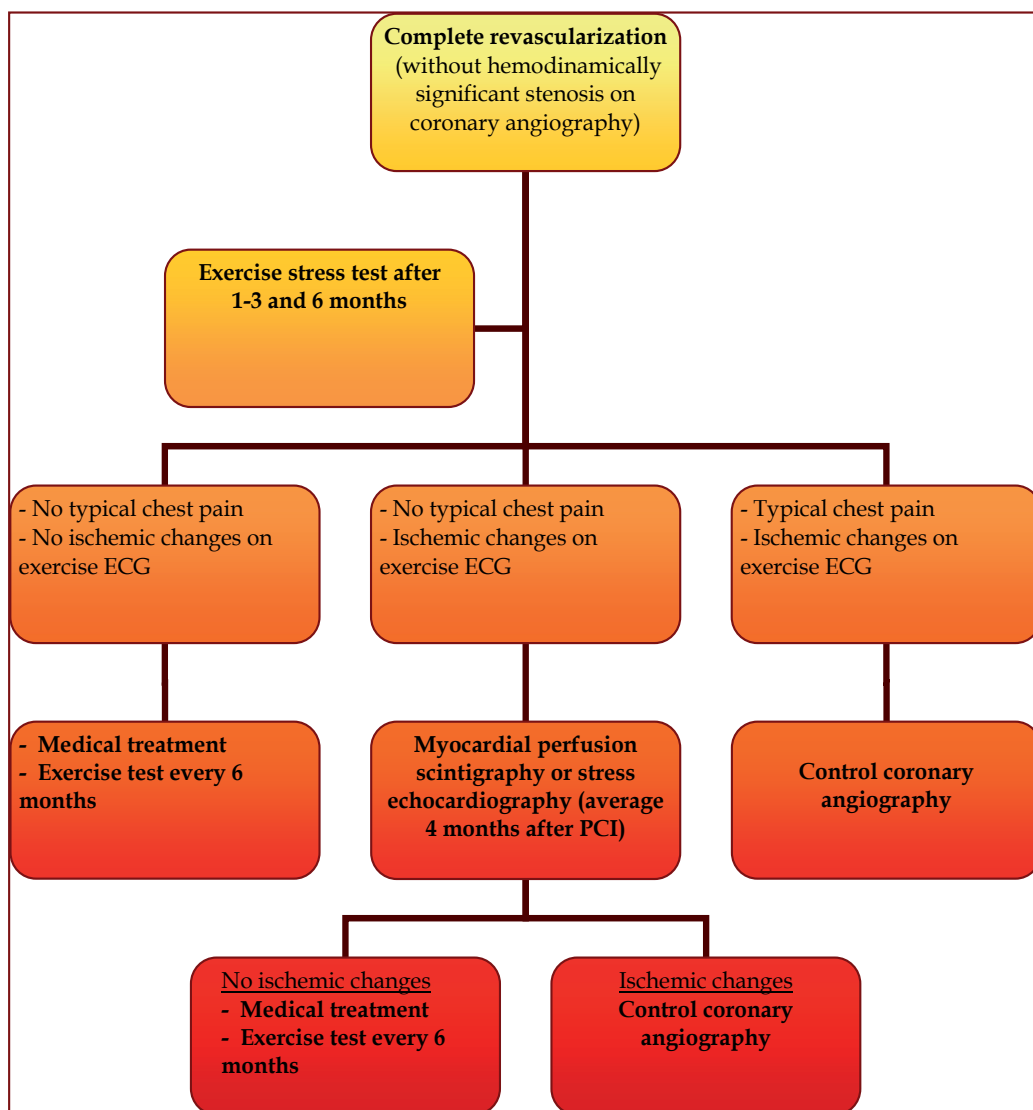 Complete revascularization
(without hemodinamically
significant stenosis on
coronary angiography)
Exercise stress test after
1-3 and 6 months
- No typical chest pain
- No ischemic changes on
exercise ECG
- No typical chest pain
- Ischemic changes on
exercise ECG
- Typical chest pain
- Ischemic changes on
exercise ECG
- Medical treatment
- Exercise test every 6
months
Myocardial perfusion
scintigraphy or stress
echocardiography (average
4 months after PCI)
Control coronary
angiography
No ischemic changes
- Medical treatment
- Exercise test every 6
months
Ischemic changes
Control coronary
angiography